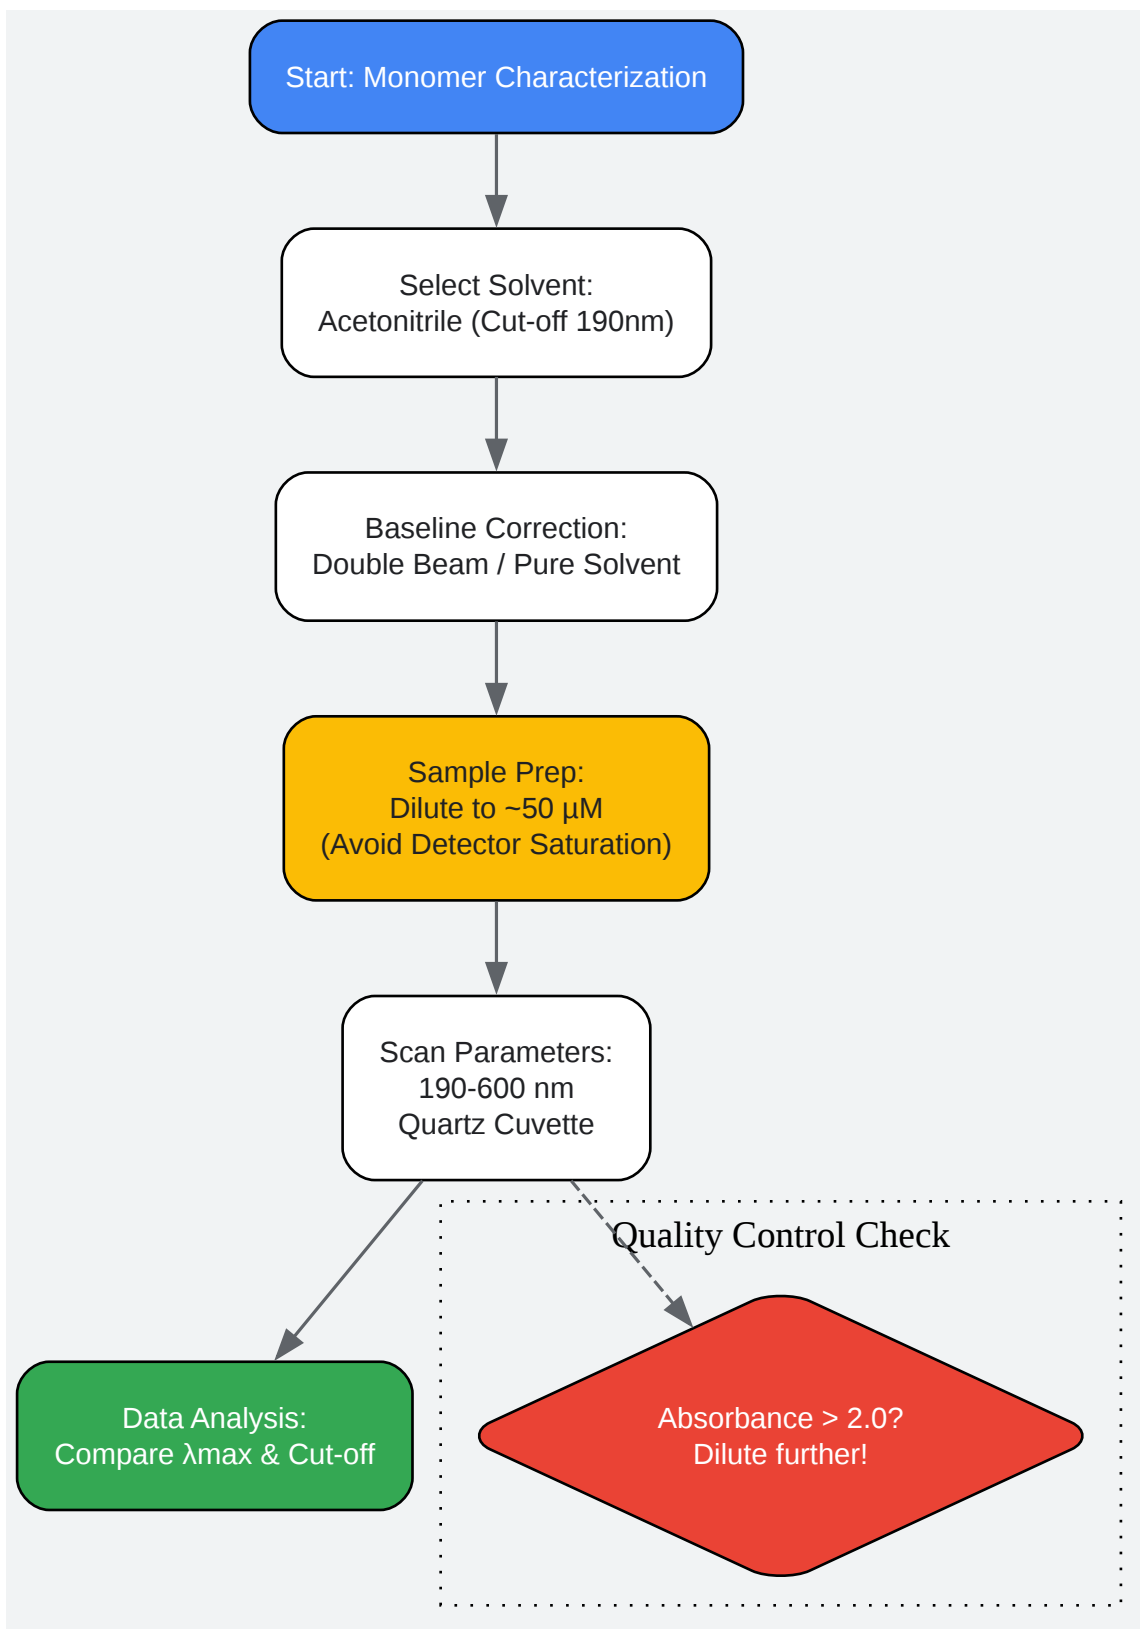 Start: Monomer Characterization
Select Solvent:
Acetonitrile (Cut-off 190nm)
Baseline Correction:
Double Beam / Pure Solvent
Sample Prep:
Dilute to ~50 µM
(Avoid Detector Saturation)
Scan Parameters:
190-600 nm
Quartz Cuvette
Quality Control Check
Data Analysis:
Compare λmax & Cut-off
Absorbance > 2.0?
Dilute further!